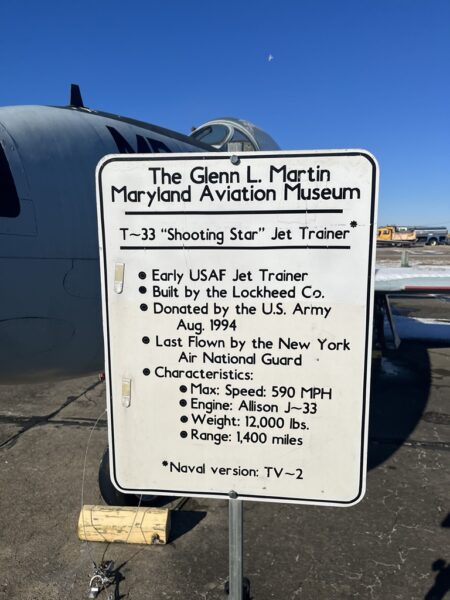 The Glenn L. Martin
Maryland Aviation Museum
T~33 "Shooting Star" Jet Trainer*
• Early USAF Jet Trainer
• Built by the Lockheed Co.
• Donated by the U.S. Army
Aug. 1994
• Last Flown by the New York
Air National Guard
• Characteristics:
• Max: Speed: 590 MPH
• Engine: Allison J~33
• Weight: 12,000 lbs.
• Range: 1,400 miles
*Naval version: TV~2